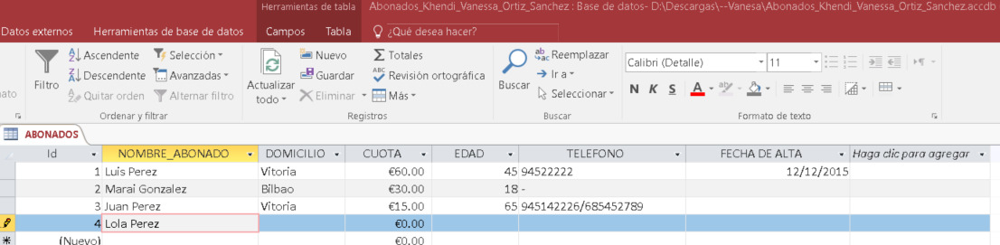 Herramientas de tabla Abonados_Khendi_Vanessa_Ortiz_Sanchez : Base de datos- D:\Descargas\--Vanesa\Abonados_Khendi_Vanessa_Ortiz_Sanchez.accdb
Datos externos Herramientas de base de datos Campos Tabla ¿Qué desea hacer?
Filtro
Ascendente
Descendente
Quitar orden
Selección
Avanzadas
Alternar filtro
Ordenar y filtrar
Actualizar
todo
Nuevo
Guardar
Eliminar
Totales
Revisión ortográfica
Más
Registros
Buscar
Reemplazar
Ir a
Seleccionar
Buscar
Calibri (Detalle) 11
N K S A
Formato de texto
ABONADOS
Id NOMBRE_ABONADO DOMICILIO CUOTA EDAD TELEFONO FECHA DE ALTA Haga clic para agregar
1 Luis Perez Vitoria €60.00 45 94522222 12/12/2015
2 Marai Gonzalez Bilbao €30.00 18 -
3 Juan Perez Vitoria €15.00 65 945142226/685452789
4 Lola Perez €0.00
(Nuevo) €0.00